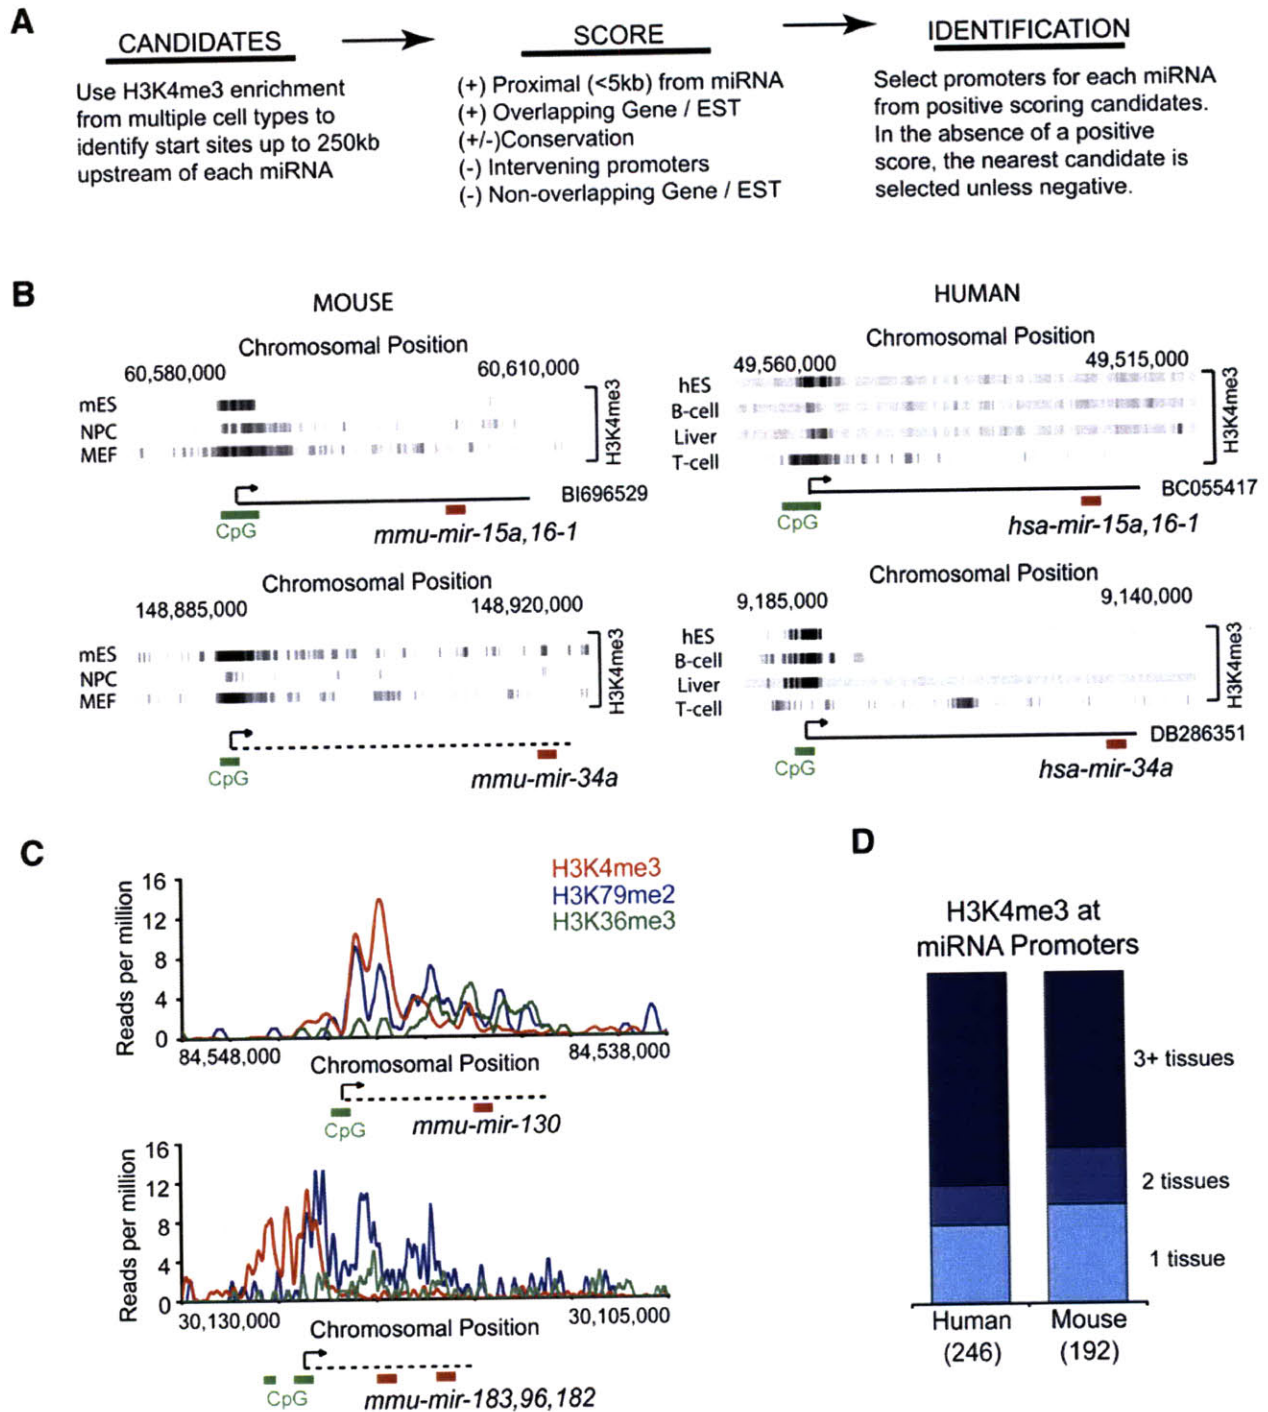 A
CANDIDATES
Use H3K4me3 enrichment
from multiple cell types to
identify start sites up to 250kb
upstream of each miRNA
SCORE
(+) Proximal (<5kb) from miRNA
(+) Overlapping Gene / EST
(+/-)Conservation
(-) Intervening promoters
(-) Non-overlapping Gene / EST
IDENTIFICATION
Select promoters for each miRNA
from positive scoring candidates.
In the absence of a positive
score, the nearest candidate is
selected unless negative.
B
MOUSE
Chromosomal Position
60,580,000 60,610,000
mES
NPC
MEF
H3K4me3
BI696529
CpG
mmu-mir-15a,16-1
Chromosomal Position
148,885,000 148,920,000
mES
NPC
MEF
H3K4me3
CpG
mmu-mir-34a
HUMAN
Chromosomal Position
49,560,000 49,515,000
hES
B-cell
Liver
T-cell
H3K4me3
BC055417
CpG
hsa-mir-15a,16-1
Chromosomal Position
9,185,000 9,140,000
hES
B-cell
Liver
T-cell
H3K4me3
DB286351
CpG
hsa-mir-34a
C
H3K4me3
H3K79me2
H3K36me3
Reads per million
16
12
8
4
0
84,548,000 84,538,000
Chromosomal Position
CpG
mmu-mir-130
Reads per million
16
12
8
4
0
30,130,000 30,105,000
Chromosomal Position
CpG
mmu-mir-183,96,182
D
H3K4me3 at
miRNA Promoters
3+ tissues
2 tissues
1 tissue
Human Mouse
(246) (192)